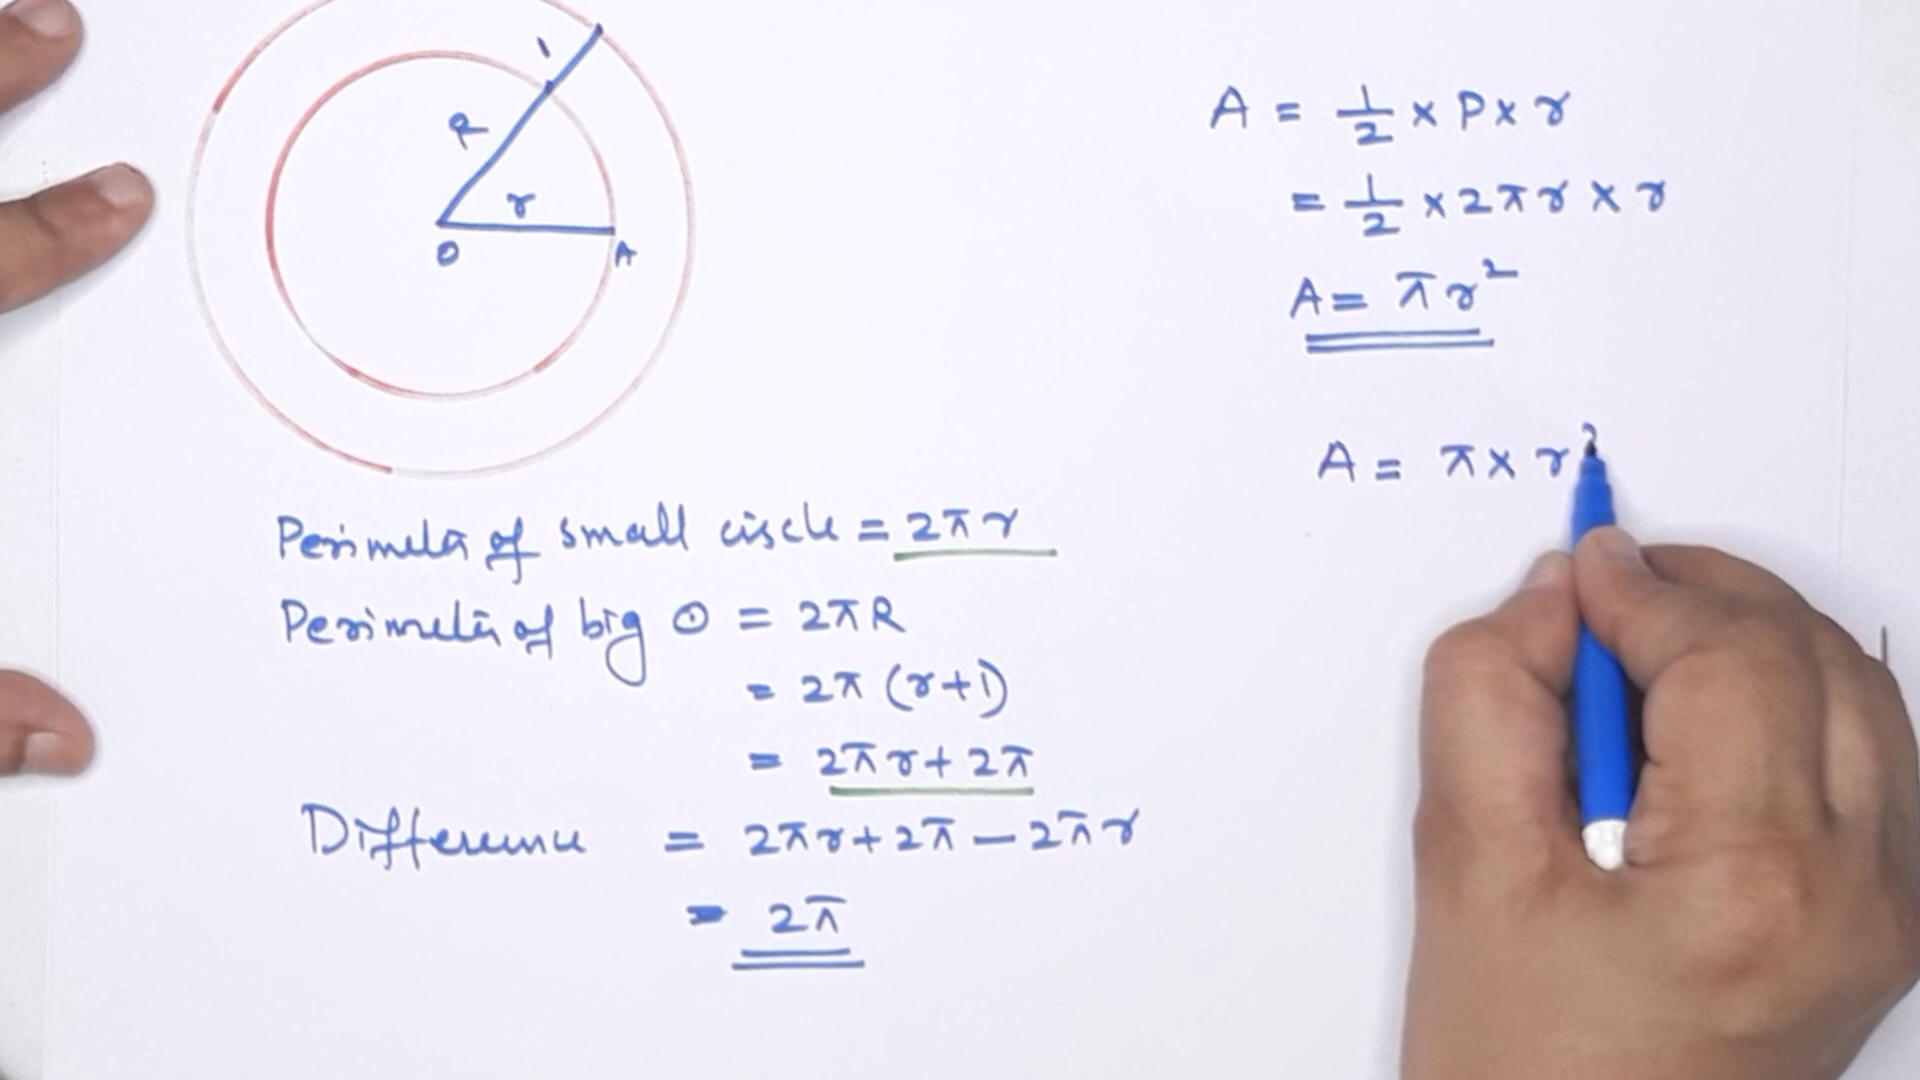 1
R
r
O A
A = 1/2 × P × r
= 1/2 × 2πr × r
A = πr²
A = π × r²
Perimeter of small circle = 2πr
Perimeter of big ⊙ = 2πR
= 2π (r+1)
= 2πr + 2π
Difference = 2πr + 2π − 2πr
= 2π